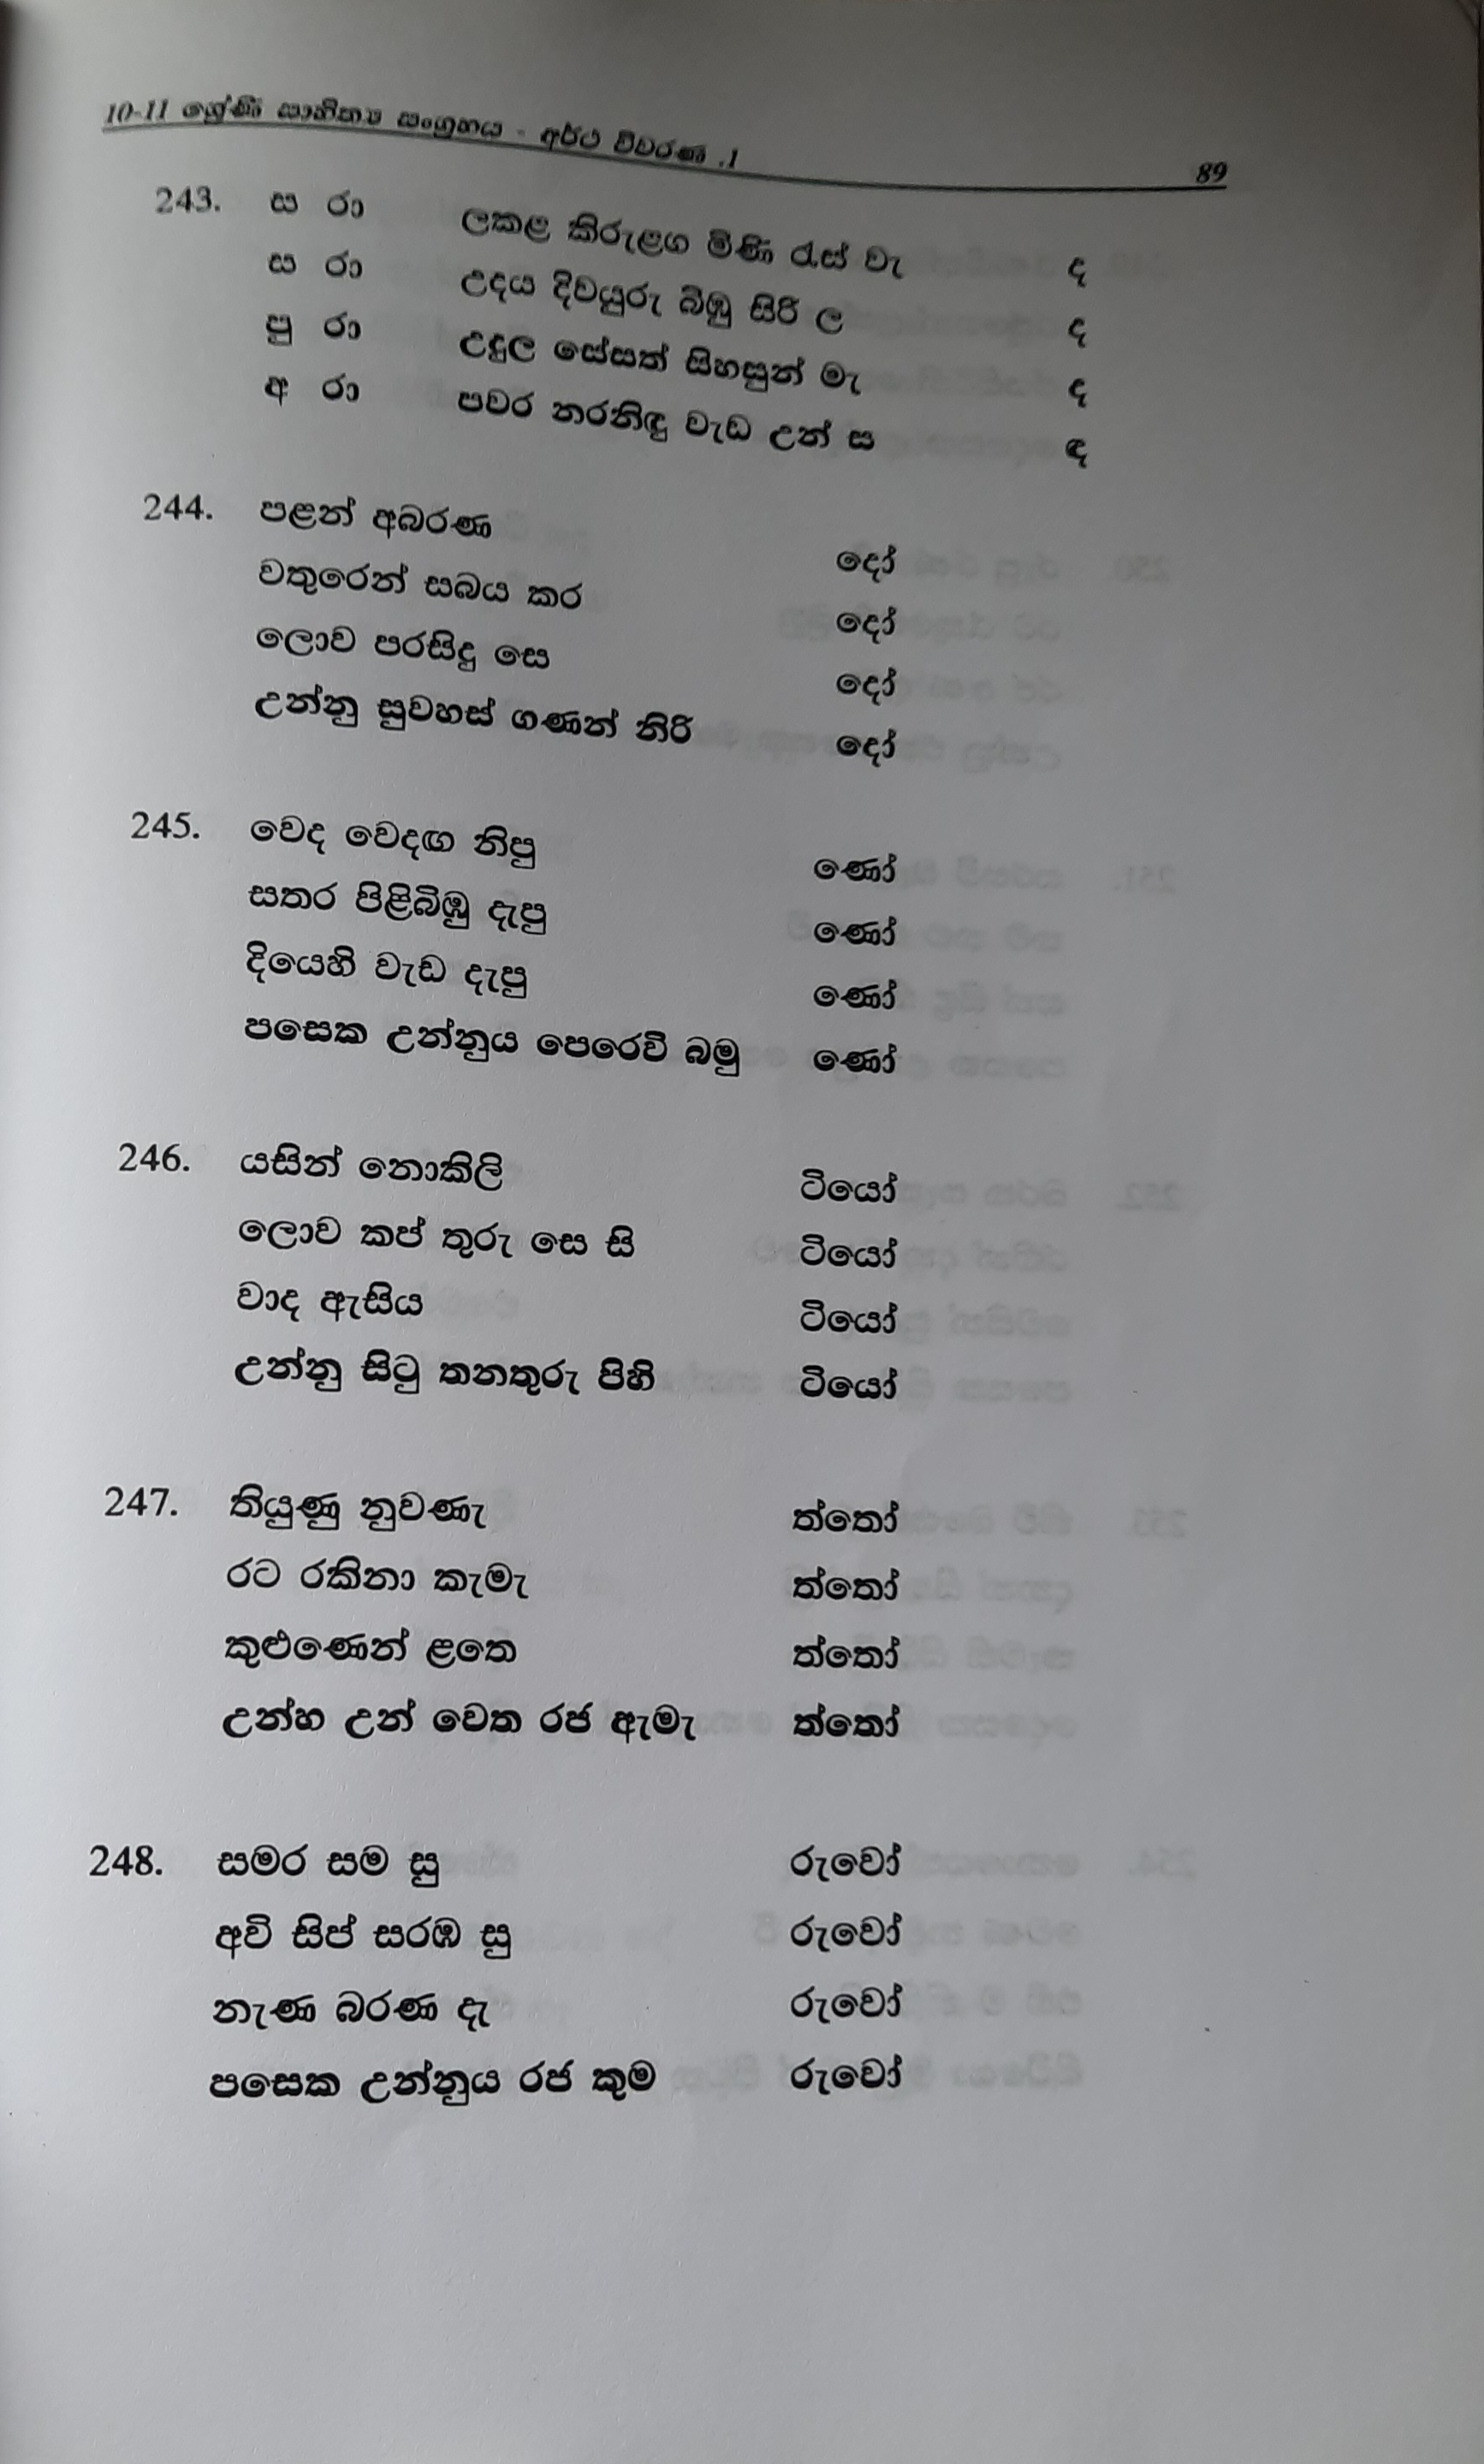 10-11 ශ්‍රේණි සාහිත්‍ය සංග්‍රහය - අර්ථ විවරණ .1 89
243. ස රා ලකළ කිරුළග මිණි රැස් වැ ද
ස රා උදය දිවයුරු බිඹු සිරි ල ද
පු රා උදුල සේසත් සිහසුන් මැ ද
අ රා පවර නරනිඳු වැඩ උන් ස ඳ
244. පළන් අබරණ දෝ
වතුරෙන් සබය කර දෝ
ලොව පරසිදු සෙ දෝ
උන්නු සුවහස් ගණන් නිරි දෝ
245. වෙද වෙදඟ නිපු ණෝ
සතර පිළිබිඹු දැපු ණෝ
දියෙහි වැඩ දැපු ණෝ
පසෙක උන්නුය පෙරෙවි බමු ණෝ
246. යසින් නොකිලි ටියෝ
ලොව කප් තුරු සෙ සි ටියෝ
වාද ඇසිය ටියෝ
උන්නු සිටු තනතුරු පිහි ටියෝ
247. තියුණු නුවණැ ත්තෝ
රට රකිනා කැමැ ත්තෝ
කුළුණෙන් ළතෙ ත්තෝ
උන්හ උන් වෙත රජ ඇමැ ත්තෝ
248. සමර සම සු රුවෝ
අවි සිප් සරඹ සු රුවෝ
නැණ බරණ දැ රුවෝ
පසෙක උන්නුය රජ කුම රුවෝ